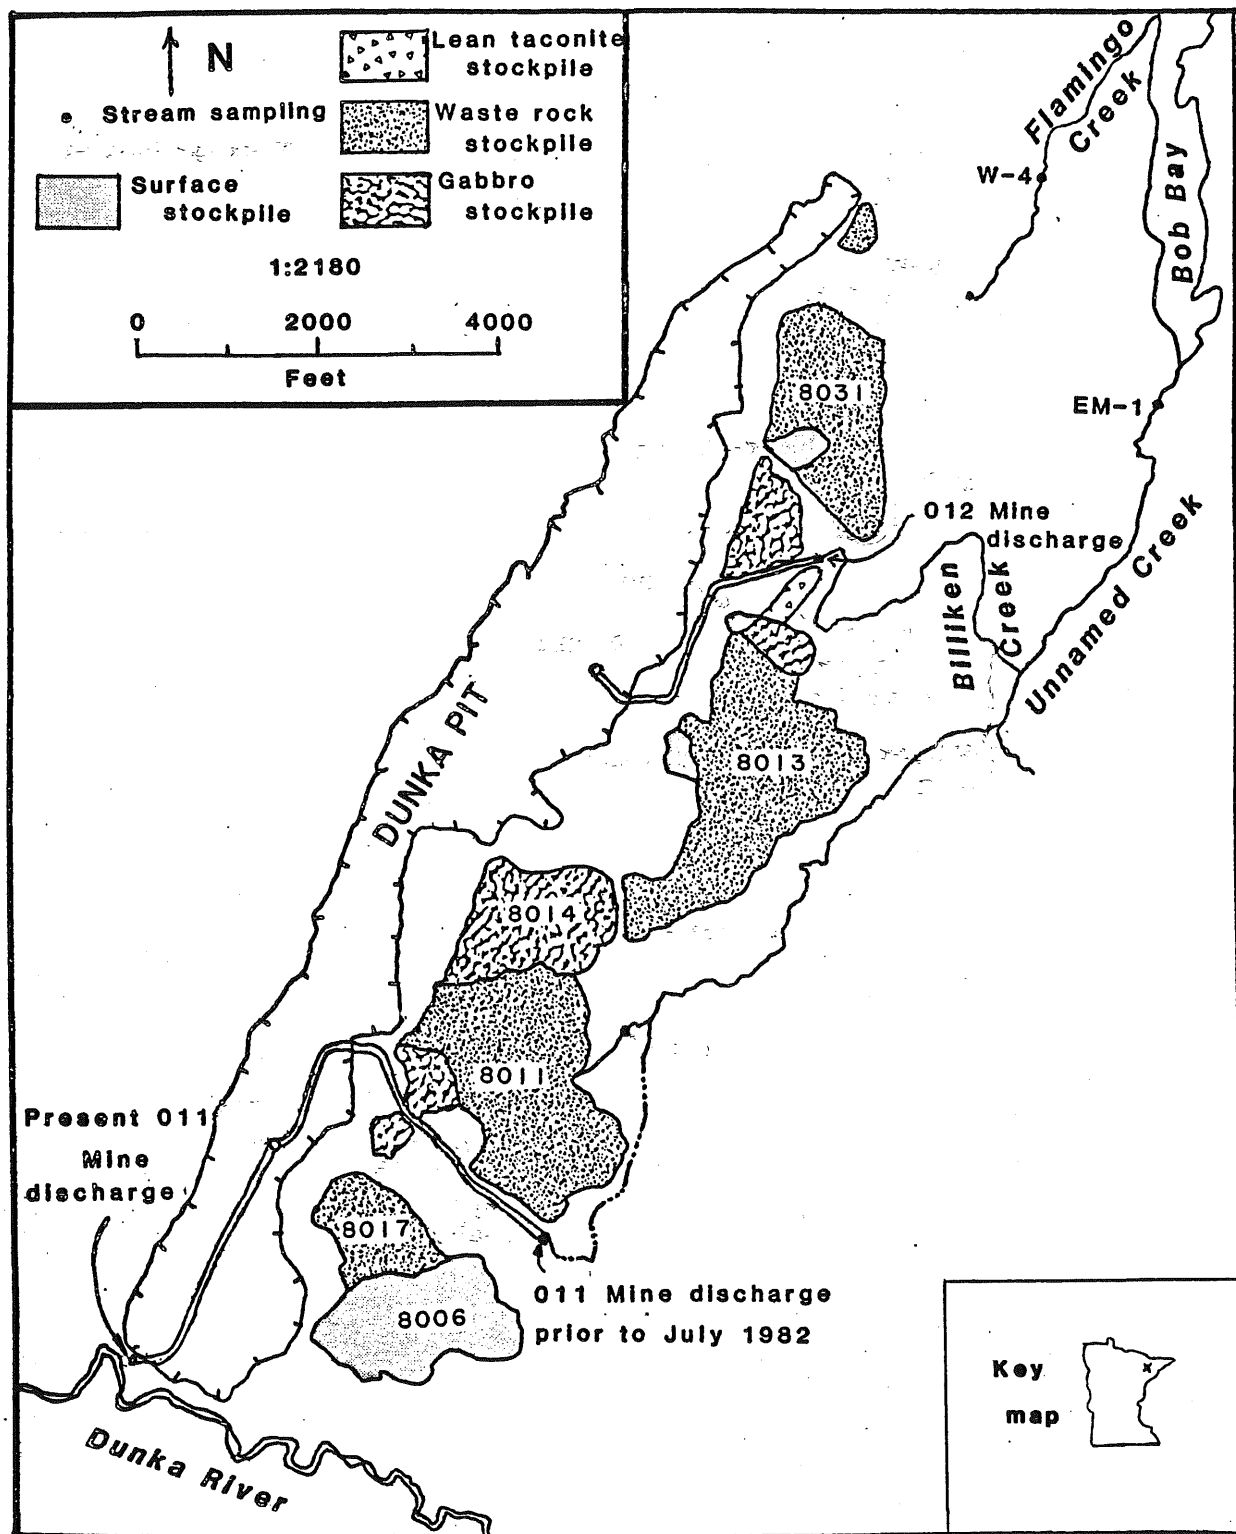 N
Stream sampling
Surface
stockpile
Lean taconite
stockpile
Waste rock
stockpile
Gabbro
stockpile
1:2180
0 2000 4000
Feet
Flamingo
Creek
W-4
Bob Bay
8031
EM-1
012 Mine
discharge
Billiken
Creek
Unnamed Creek
DUNKA PIT
8013
8014
8011
Present 011
Mine
discharge
8017
8006
011 Mine discharge
prior to July 1982
Dunka River
Key
map
x